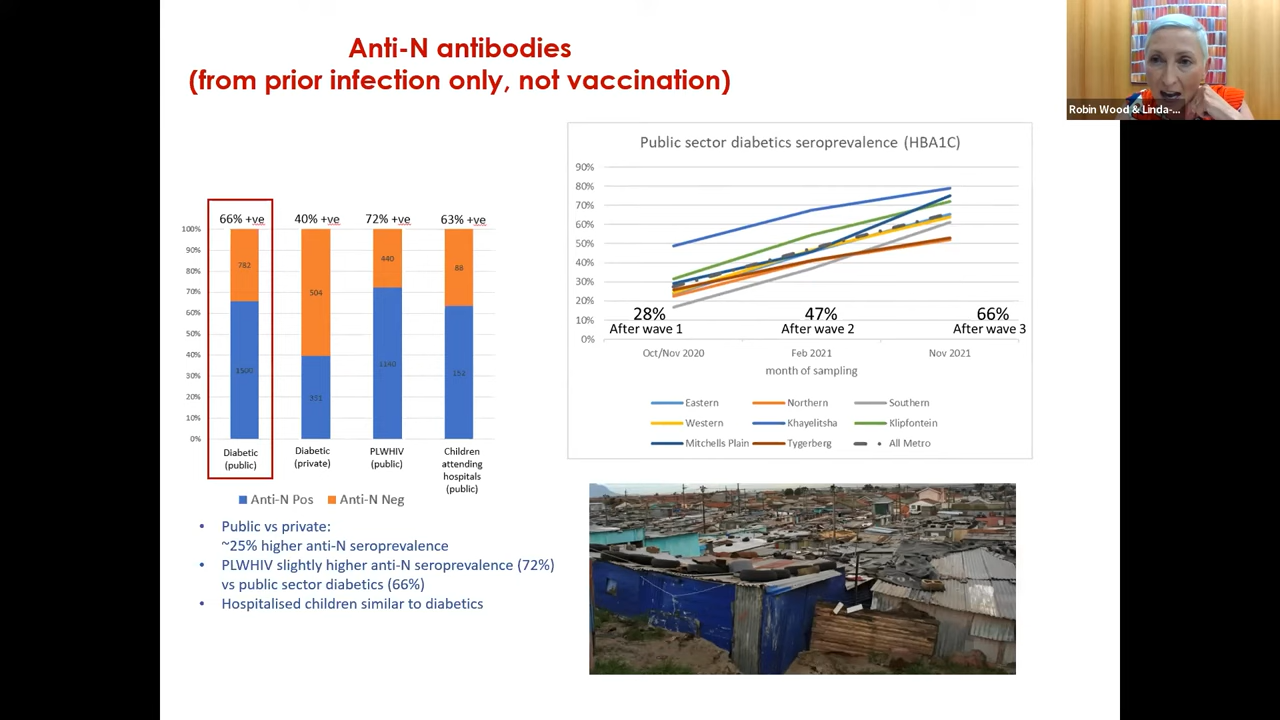 Anti-N antibodies
(from prior infection only, not vaccination)
Robin Wood & Linda-...
66% +ve
40% +ve
72% +ve
63% +ve
100%
90%
80%
70%
60%
50%
40%
30%
20%
10%
0%
782
504
440
88
1500
331
1140
152
Diabetic
(public)
Diabetic
(private)
PLWHIV
(public)
Children
attending
hospitals
(public)
Anti-N Pos
Anti-N Neg
Public sector diabetics seroprevalence (HBA1C)
90%
80%
70%
60%
50%
40%
30%
20%
10%
0%
28%
After wave 1
47%
After wave 2
66%
After wave 3
Oct/Nov 2020
Feb 2021
Nov 2021
month of sampling
Eastern
Northern
Southern
Western
Khayelitsha
Klipfontein
Mitchells Plain
Tygerberg
All Metro
• Public vs private:
~25% higher anti-N seroprevalence
• PLWHIV slightly higher anti-N seroprevalence (72%)
vs public sector diabetics (66%)
• Hospitalised children similar to diabetics